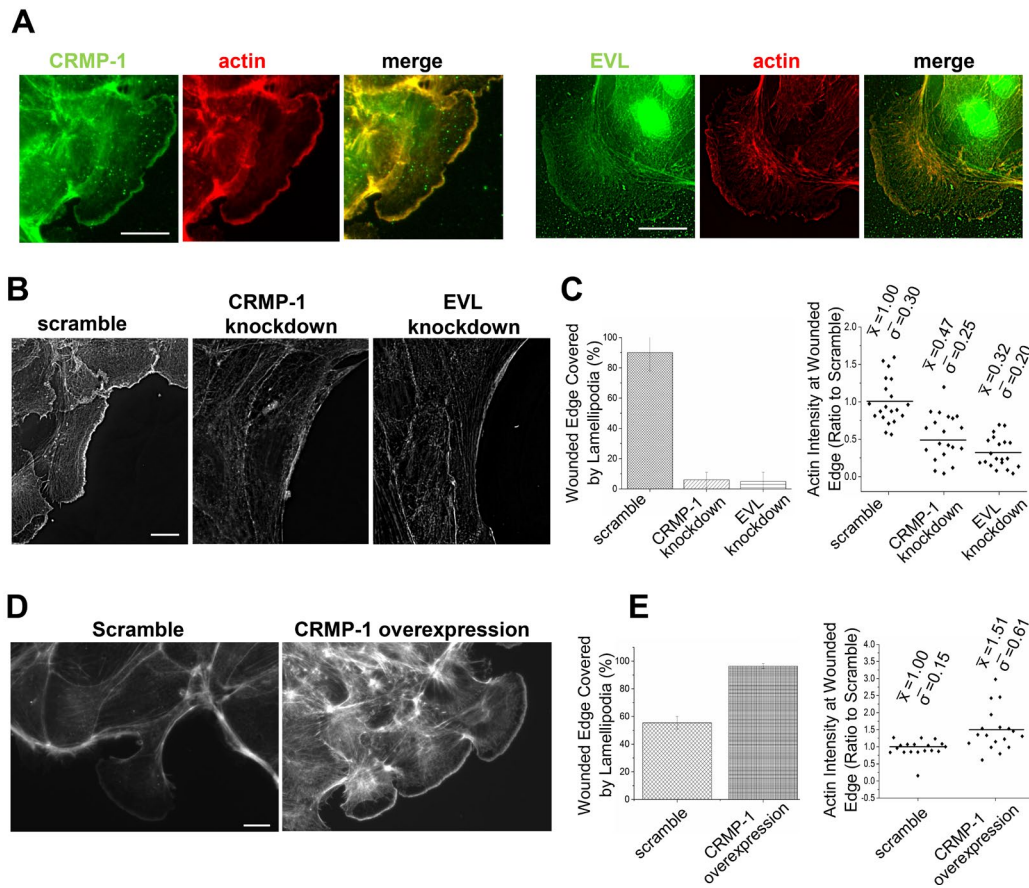 A
CRMP-1 actin merge
EVL actin merge
B
scramble
CRMP-1
knockdown
EVL
knockdown
C
Wounded Edge Covered
by Lamellipodia (%)
80
60
40
20
0
scramble
CRMP-1
knockdown
EVL
knockdown
Actin Intensity at Wounded
Edge (Ratio to Scramble)
2.0
1.5
1.0
0.5
0.0
x̅=1.00
σ̅=0.30
x̅=0.47
σ̅=0.25
x̅=0.32
σ̅=0.20
scramble
CRMP-1
knockdown
EVL
knockdown
D
Scramble
CRMP-1 overexpression
E
Wounded Edge Covered
by Lamellipodia (%)
100
80
60
40
20
0
scramble
CRMP-1
overexpression
Actin Intensity at Wounded
Edge (Ratio to Scramble)
3.5
3.0
2.5
2.0
1.5
1.0
0.5
0.0
-0.5
x̅=1.00
σ̅=0.15
x̅=1.51
σ̅=0.61
scramble
CRMP-1
overexpression